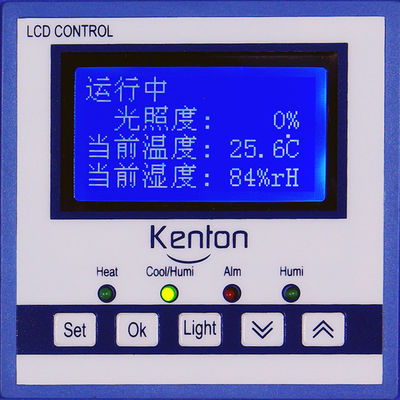 LCD CONTROL
运行中
光照度: 0%
当前温度: 25.6℃
当前湿度: 84%rH
Kenton
Heat Cool/Humi Alm Humi
Set Ok Light